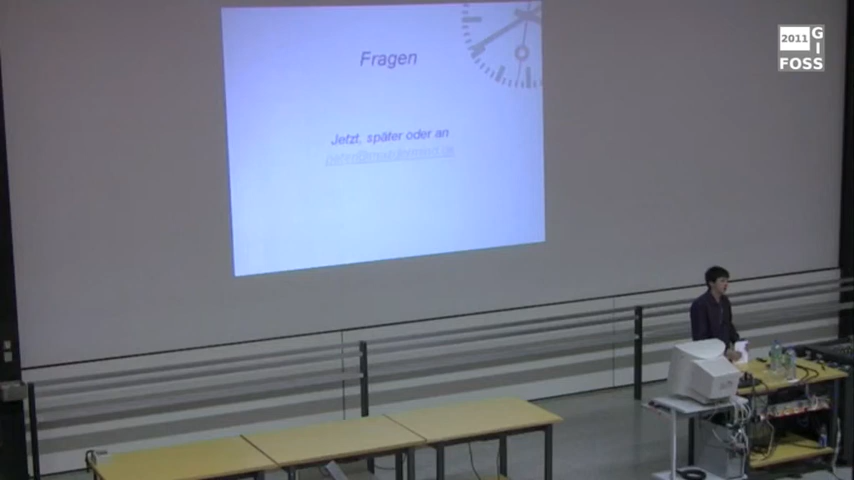 Fragen
Jetzt, später oder an
2011 G
I
FOSS